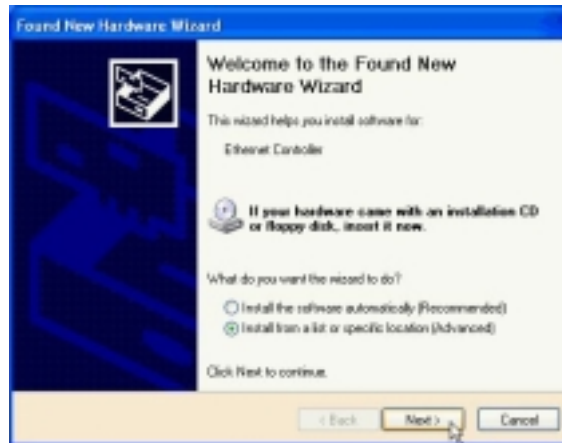 Found New Hardware Wizard
Welcome to the Found New
Hardware Wizard
This wizard helps you install software for:
Ethernet Controller
If your hardware came with an installation CD
or floppy disk, insert it now.
What do you want the wizard to do?
Install the software automatically (Recommended)
Install from a list or specific location (Advanced)
Click Next to continue.
< Back
Next >
Cancel